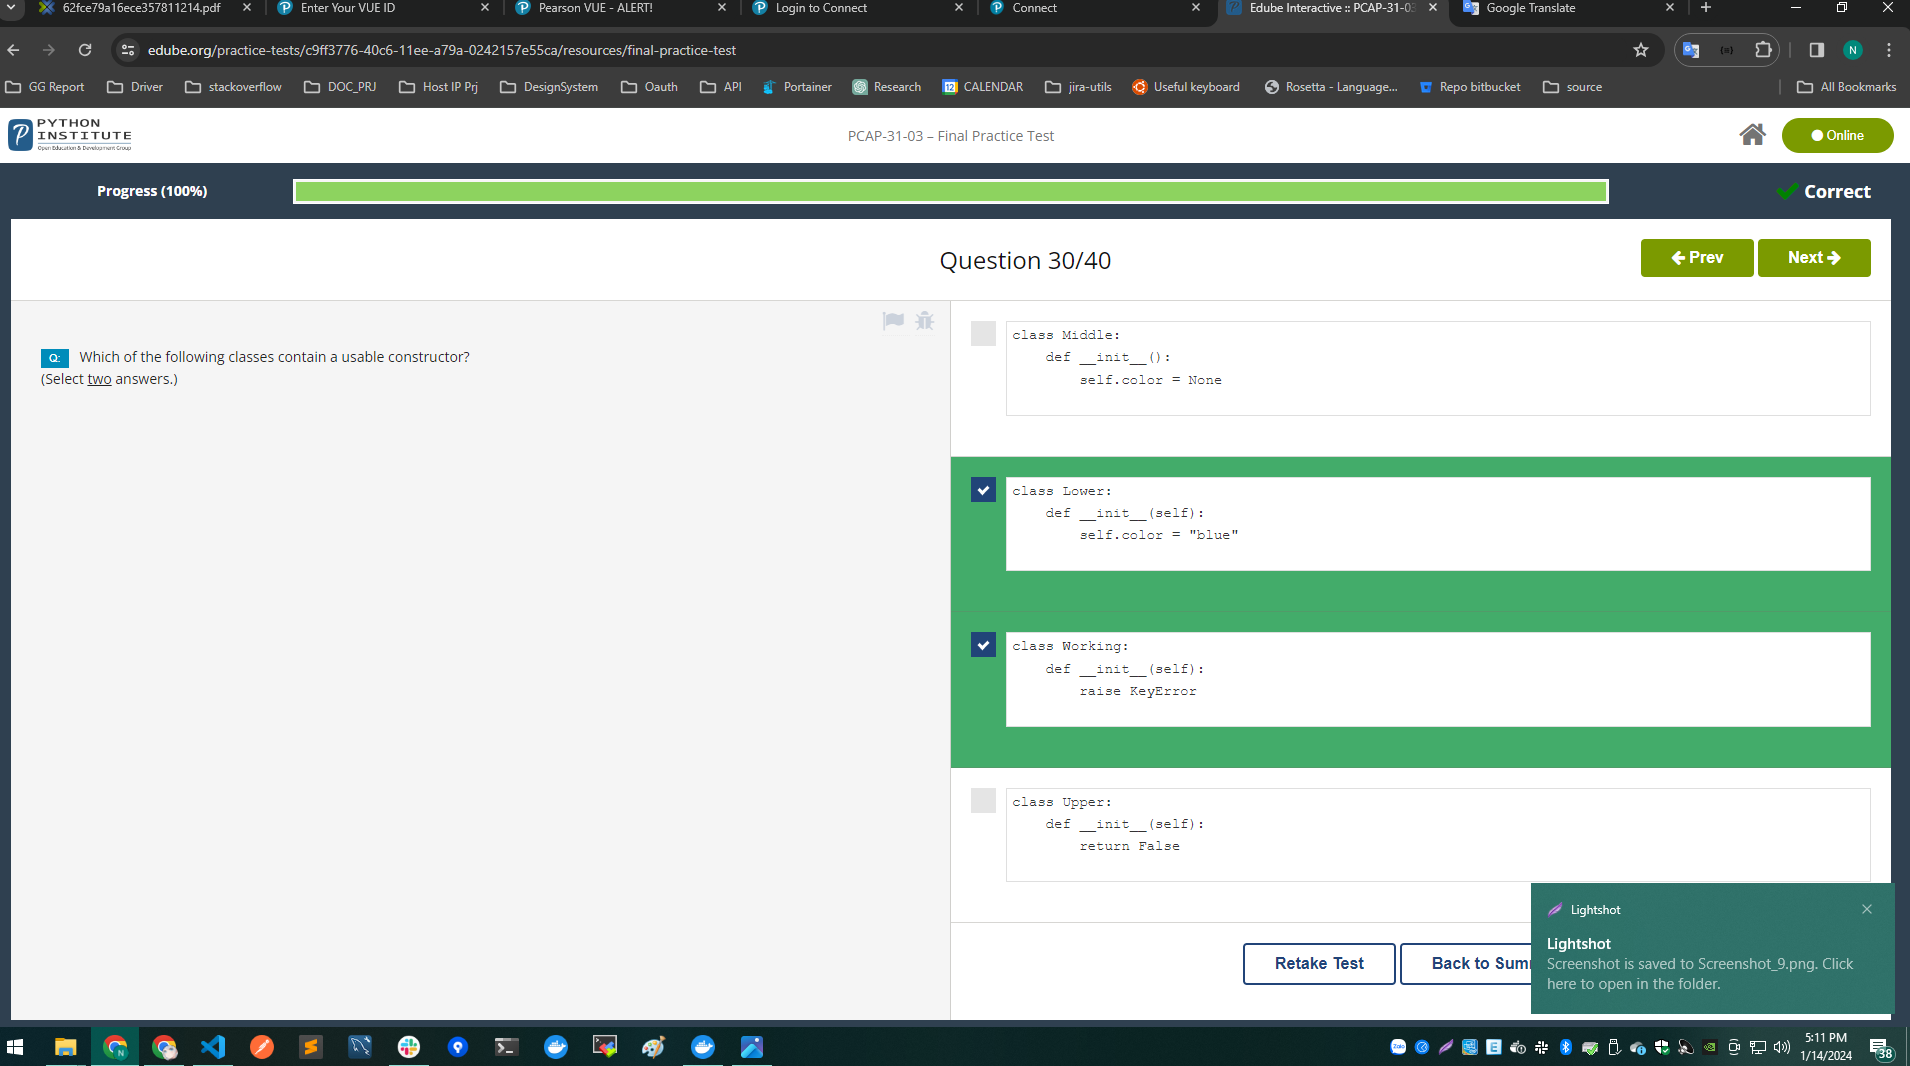 62fce79a16ece357811214.pdf
Enter Your VUE ID
Pearson VUE - ALERT!
Login to Connect
Connect
Edube Interactive :: PCAP-31-03
Google Translate
edube.org/practice-tests/c9ff3776-40c6-11ee-a79a-0242157e55ca/resources/final-practice-test
N
GG Report
Driver
stackoverflow
DOC_PRJ
Host IP Prj
DesignSystem
Oauth
API
Portainer
Research
CALENDAR
jira-utils
Useful keyboard
Rosetta - Language...
Repo bitbucket
source
All Bookmarks
PYTHON
INSTITUTE
Open Education & Development Group
PCAP-31-03 – Final Practice Test
Online
Progress (100%)
Correct
Question 30/40
Prev
Next
Q:
Which of the following classes contain a usable constructor?
(Select two answers.)
class Middle:
    def __init__():
        self.color = None
class Lower:
    def __init__(self):
        self.color = "blue"
class Working:
    def __init__(self):
        raise KeyError
class Upper:
    def __init__(self):
        return False
Retake Test
Back to Sum
Lightshot
Lightshot
Screenshot is saved to Screenshot_9.png. Click
here to open in the folder.
5:11 PM
1/14/2024
38